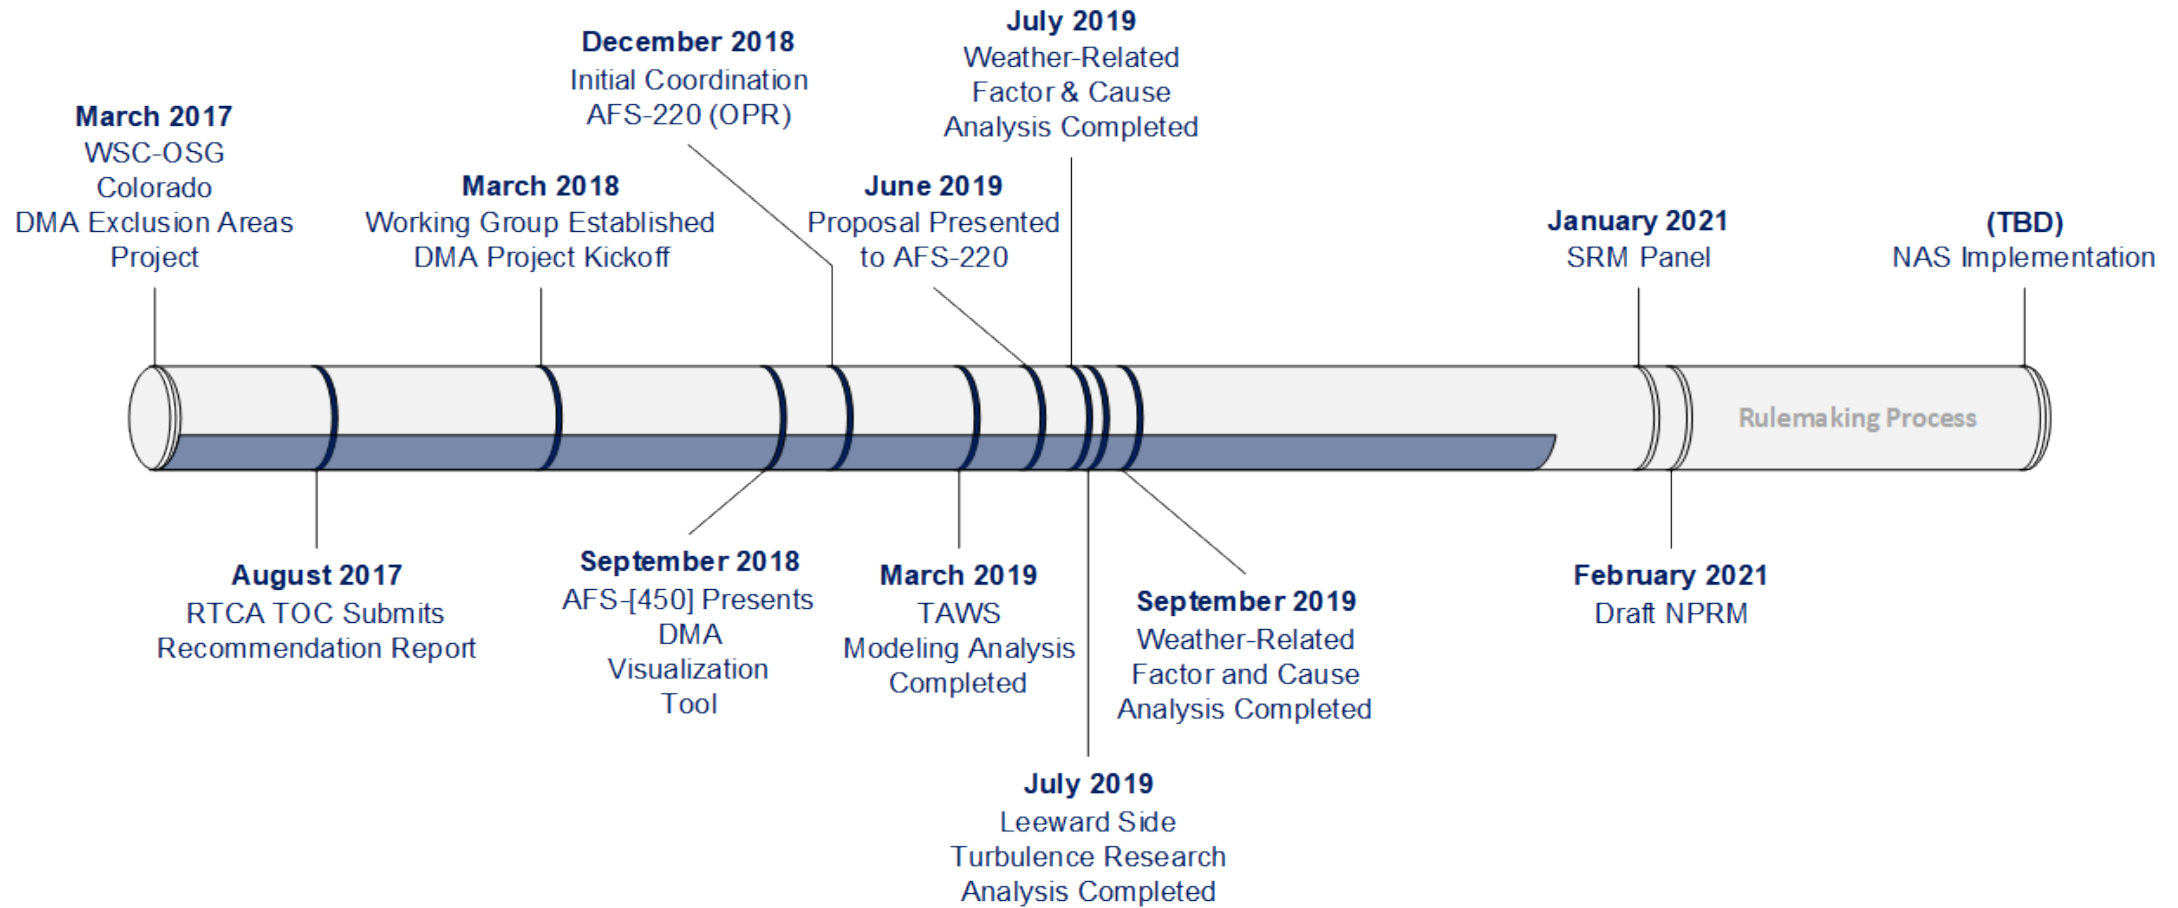 March 2017
WSC-OSG
Colorado
DMA Exclusion Areas
Project
August 2017
RTCA TOC Submits
Recommendation Report
March 2018
Working Group Established
DMA Project Kickoff
September 2018
AFS-[450] Presents
DMA
Visualization
Tool
December 2018
Initial Coordination
AFS-220 (OPR)
March 2019
TAWS
Modeling Analysis
Completed
June 2019
Proposal Presented
to AFS-220
July 2019
Weather-Related
Factor & Cause
Analysis Completed
July 2019
Leeward Side
Turbulence Research
Analysis Completed
September 2019
Weather-Related
Factor and Cause
Analysis Completed
January 2021
SRM Panel
February 2021
Draft NPRM
Rulemaking Process
(TBD)
NAS Implementation